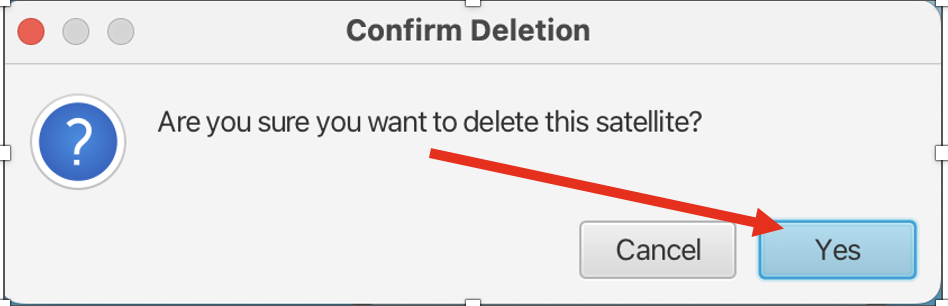 Confirm Deletion
?
Are you sure you want to delete this satellite?
Cancel
Yes